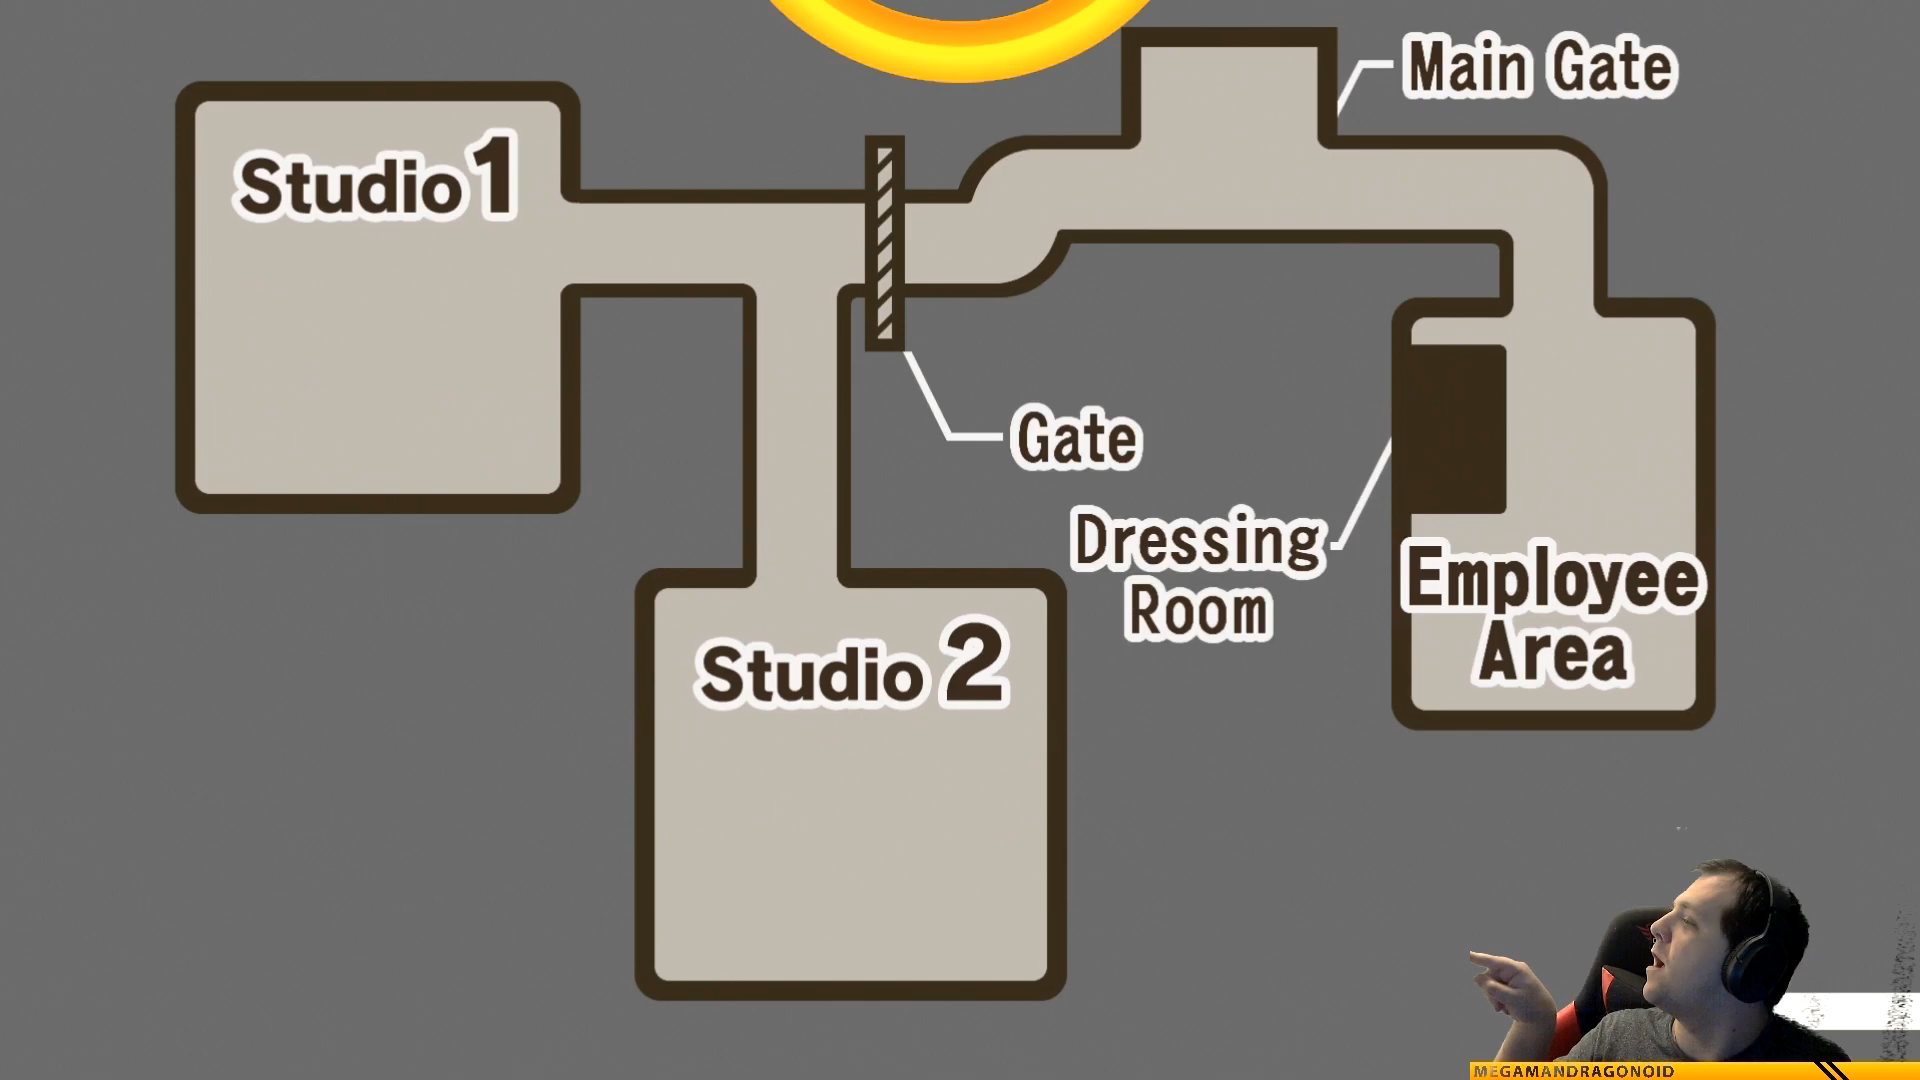 Main Gate
Studio 1
Gate
Dressing
Room
Employee
Area
Studio 2
MEGAMANDRAGONOID